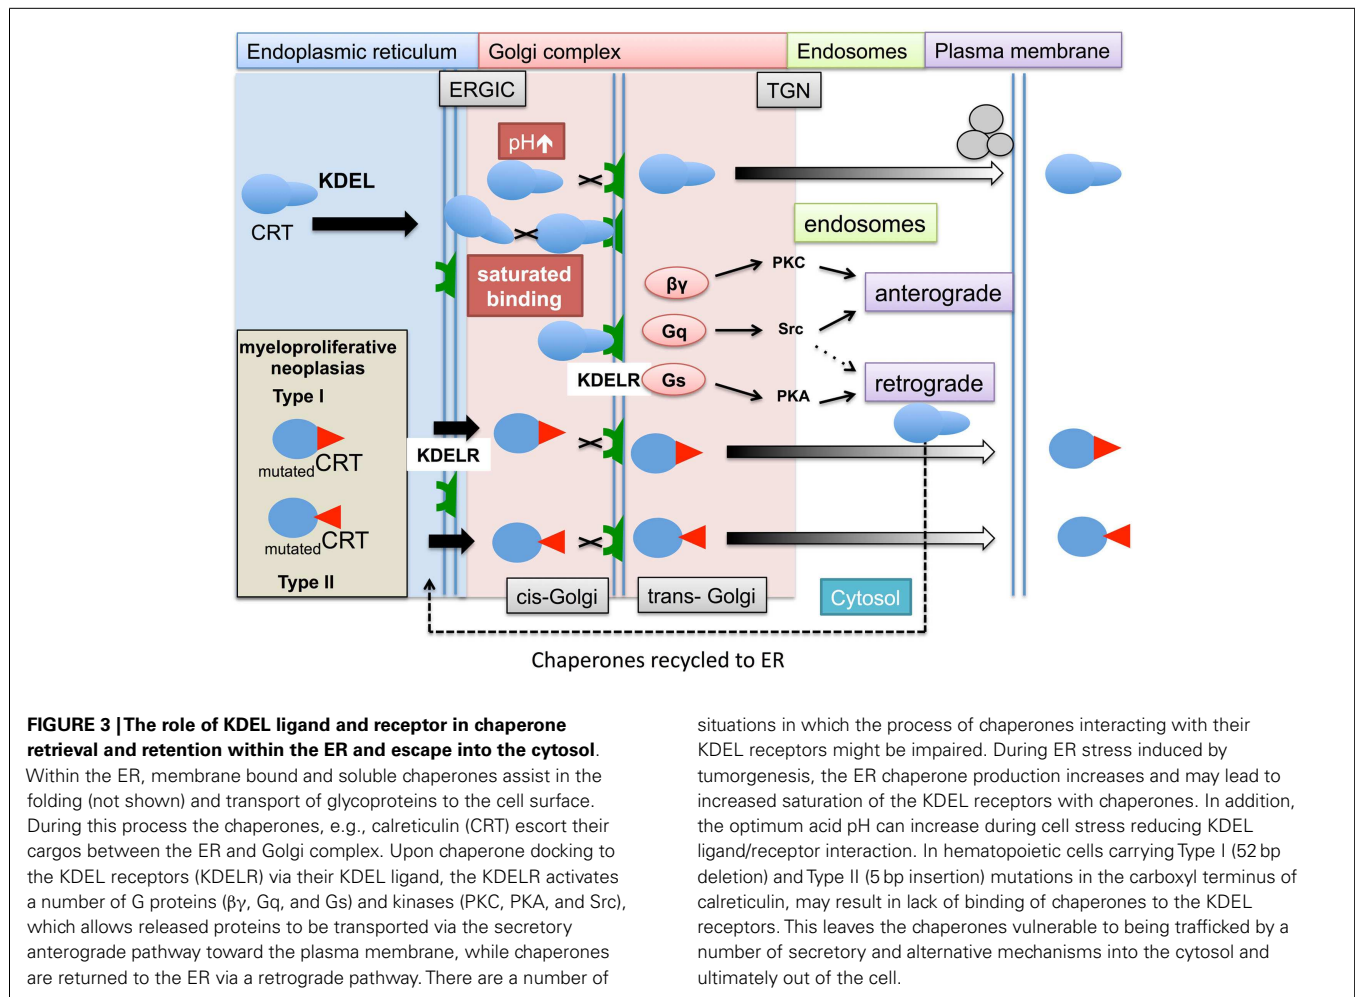 Endoplasmic reticulum
Golgi complex
Endosomes
Plasma membrane
ERGIC
TGN
pH
KDEL
CRT
endosomes
saturated
binding
βγ
PKC
anterograde
Gq
Src
KDELR
Gs
PKA
retrograde
myeloproliferative
neoplasias
Type I
mutatedCRT
KDELR
mutatedCRT
Type II
cis-Golgi
trans- Golgi
Cytosol
Chaperones recycled to ER
FIGURE 3 | The role of KDEL ligand and receptor in chaperone
retrieval and retention within the ER and escape into the cytosol.
Within the ER, membrane bound and soluble chaperones assist in the
folding (not shown) and transport of glycoproteins to the cell surface.
During this process the chaperones, e.g., calreticulin (CRT) escort their
cargos between the ER and Golgi complex. Upon chaperone docking to
the KDEL receptors (KDELR) via their KDEL ligand, the KDELR activates
a number of G proteins (βγ, Gq, and Gs) and kinases (PKC, PKA, and Src),
which allows released proteins to be transported via the secretory
anterograde pathway toward the plasma membrane, while chaperones
are returned to the ER via a retrograde pathway. There are a number of
situations in which the process of chaperones interacting with their
KDEL receptors might be impaired. During ER stress induced by
tumorgenesis, the ER chaperone production increases and may lead to
increased saturation of the KDEL receptors with chaperones. In addition,
the optimum acid pH can increase during cell stress reducing KDEL
ligand/receptor interaction. In hematopoietic cells carrying Type I (52 bp
deletion) and Type II (5 bp insertion) mutations in the carboxyl terminus of
calreticulin, may result in lack of binding of chaperones to the KDEL
receptors. This leaves the chaperones vulnerable to being trafficked by a
number of secretory and alternative mechanisms into the cytosol and
ultimately out of the cell.